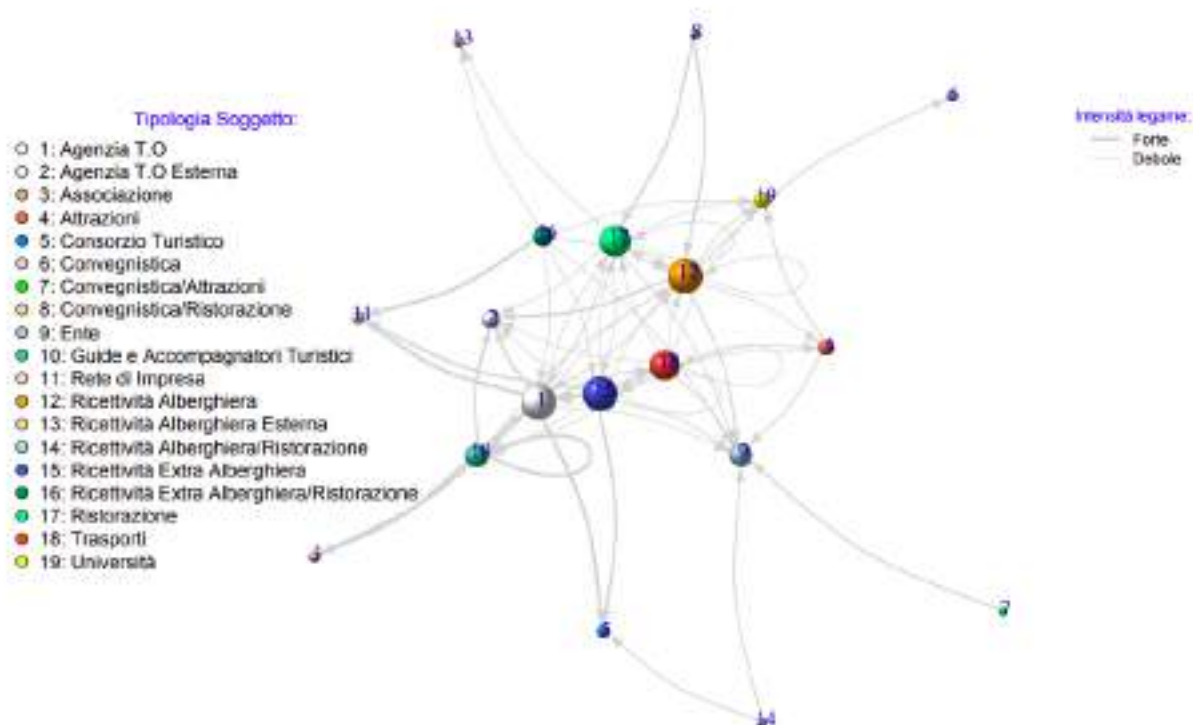 Tipologia Soggetto:
1: Agenzia T.O
2: Agenzia T.O Esterna
3: Associazione
4: Attrazioni
5: Consorzio Turistico
6: Convegnistica
7: Convegnistica/Attrazioni
8: Convegnistica/Ristorazione
9: Ente
10: Guide e Accompagnatori Turistici
11: Rete di Impresa
12: Ricettività Alberghiera
13: Ricettività Alberghiera Esterna
14: Ricettività Alberghiera/Ristorazione
15: Ricettività Extra Alberghiera
16: Ricettività Extra Alberghiera/Ristorazione
17: Ristorazione
18: Trasporti
19: Università
Intensità legame:
Forte
Debole
13
8
19
11
1
5
7
14